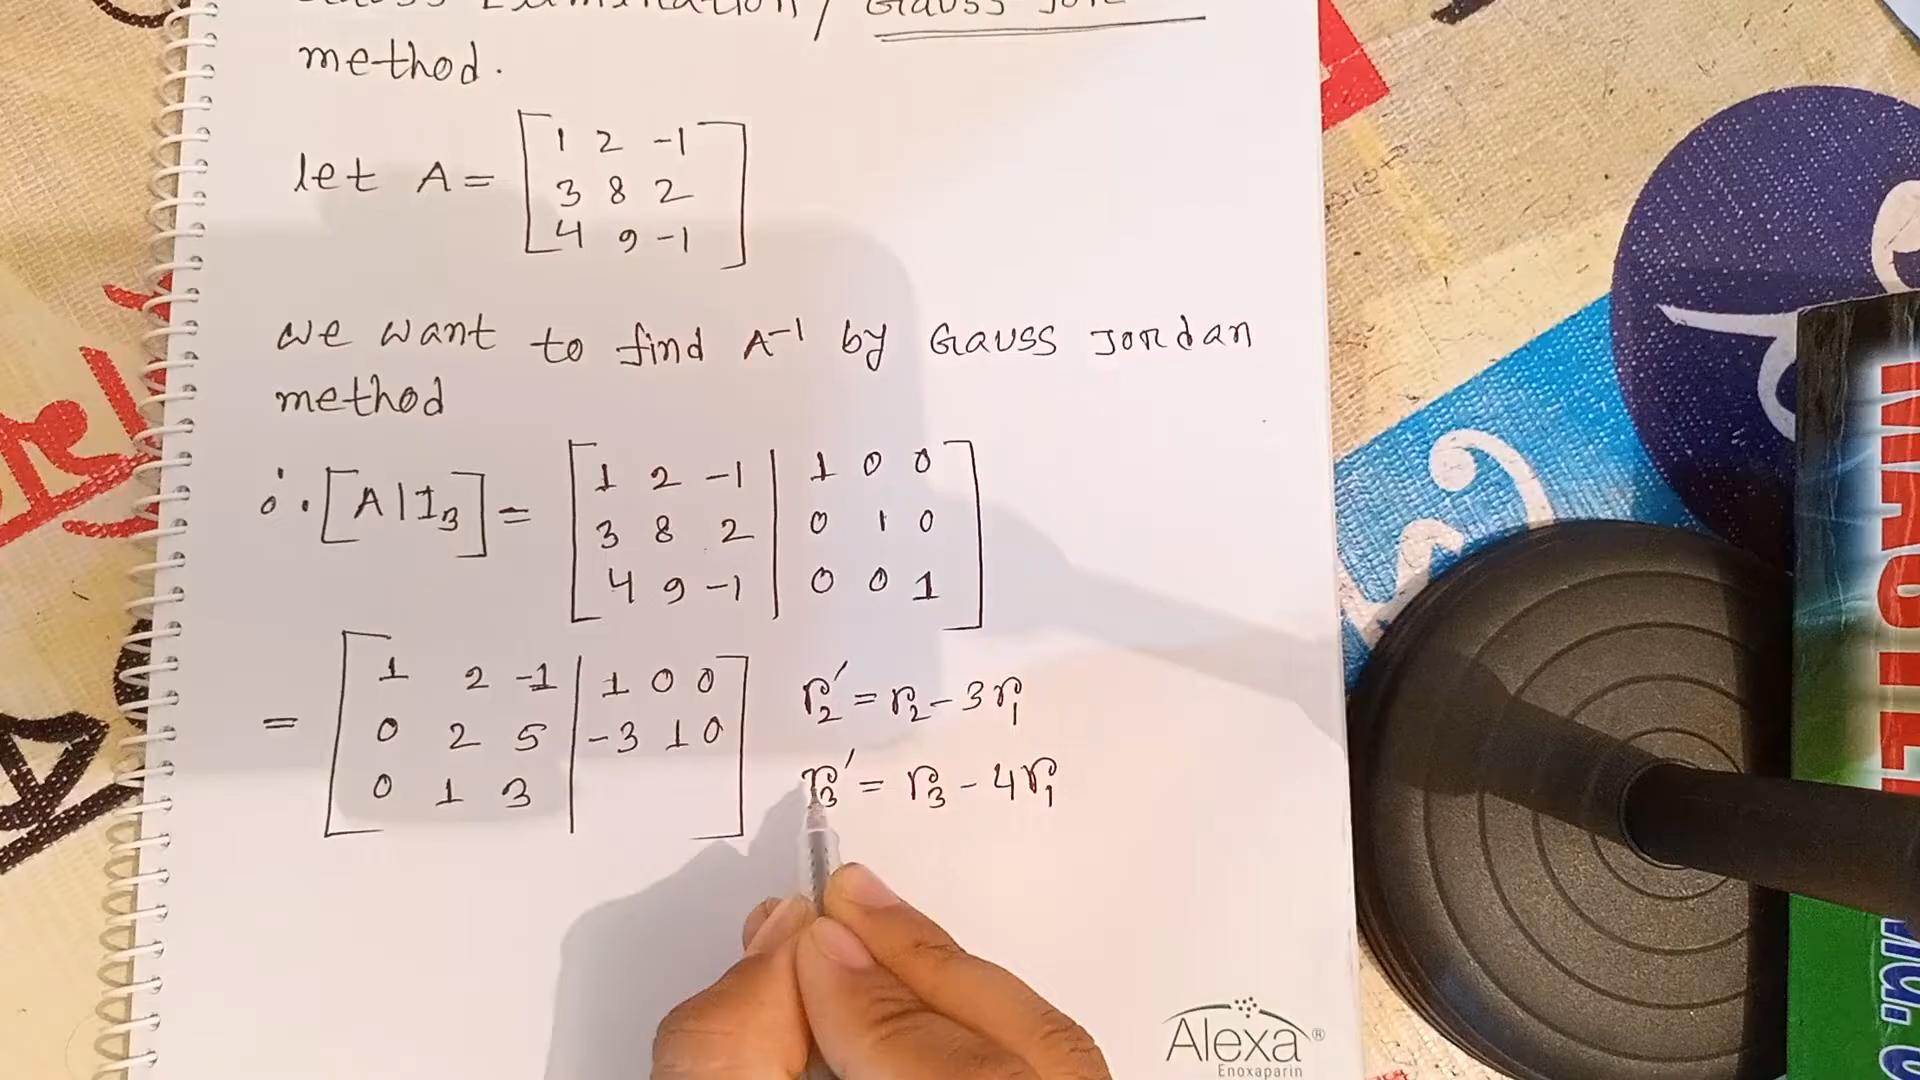 method.
let A = [1 2 -1
3 8 2
4 9 -1]
we want to find A⁻¹ by Gauss Jordan
method
∴ [A|I₃] = [1 2 -1 | 1 0 0
3 8 2 | 0 1 0
4 9 -1 | 0 0 1]
= [1 2 -1 | 1 0 0
0 2 5 | -3 1 0
0 1 3 |]
r₂′ = r₂ - 3r₁
r₃′ = r₃ - 4r₁
Alexa®
Enoxaparin